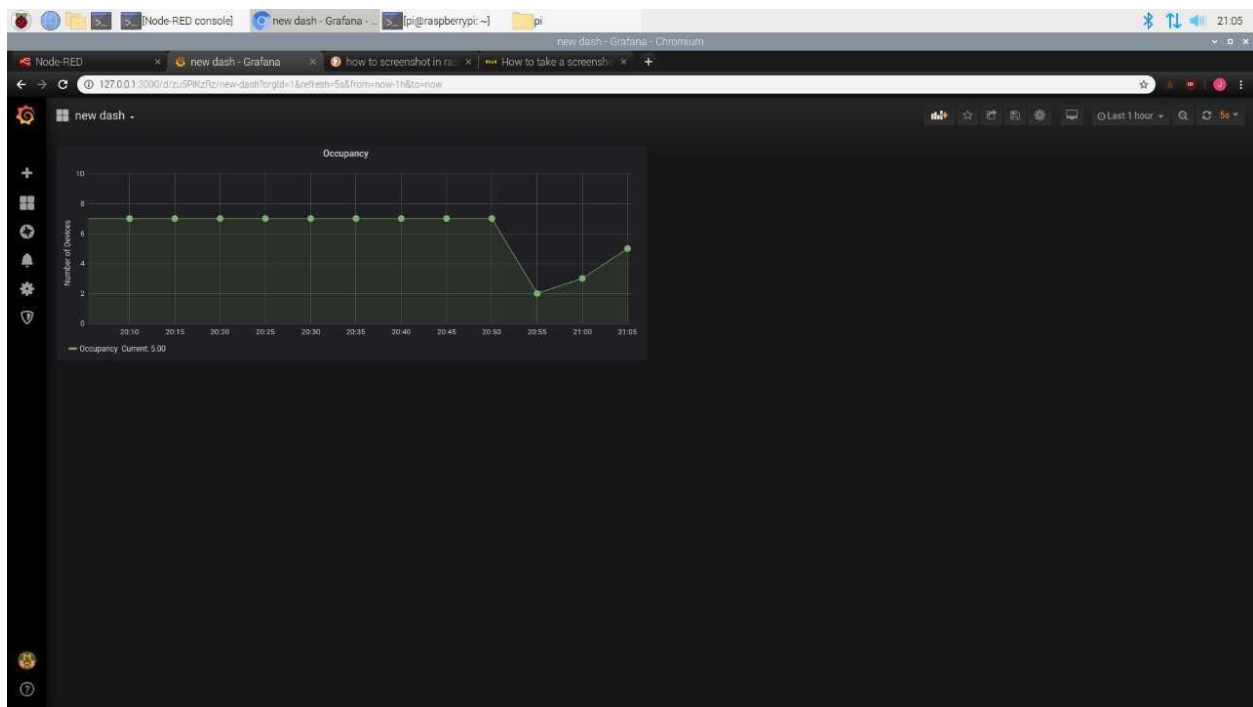 [Node-RED console] new dash - Grafana - ... [pi@raspberrypi: ~] pi 21:05
new dash - Grafana - Chromium
Node-RED new dash - Grafana how to screenshot in ra How to take a screensho
127.0.0.1:3000/d/zu5PlKzRz/new-dash?orgId=1&refresh=5s&from=now-1h&to=now
new dash Last 1 hour 5s
Occupancy
10
8
6
4
2
0
Number of Devices
20:10 20:15 20:20 20:25 20:30 20:35 20:40 20:45 20:50 20:55 21:00 21:05
Occupancy Current: 5.00